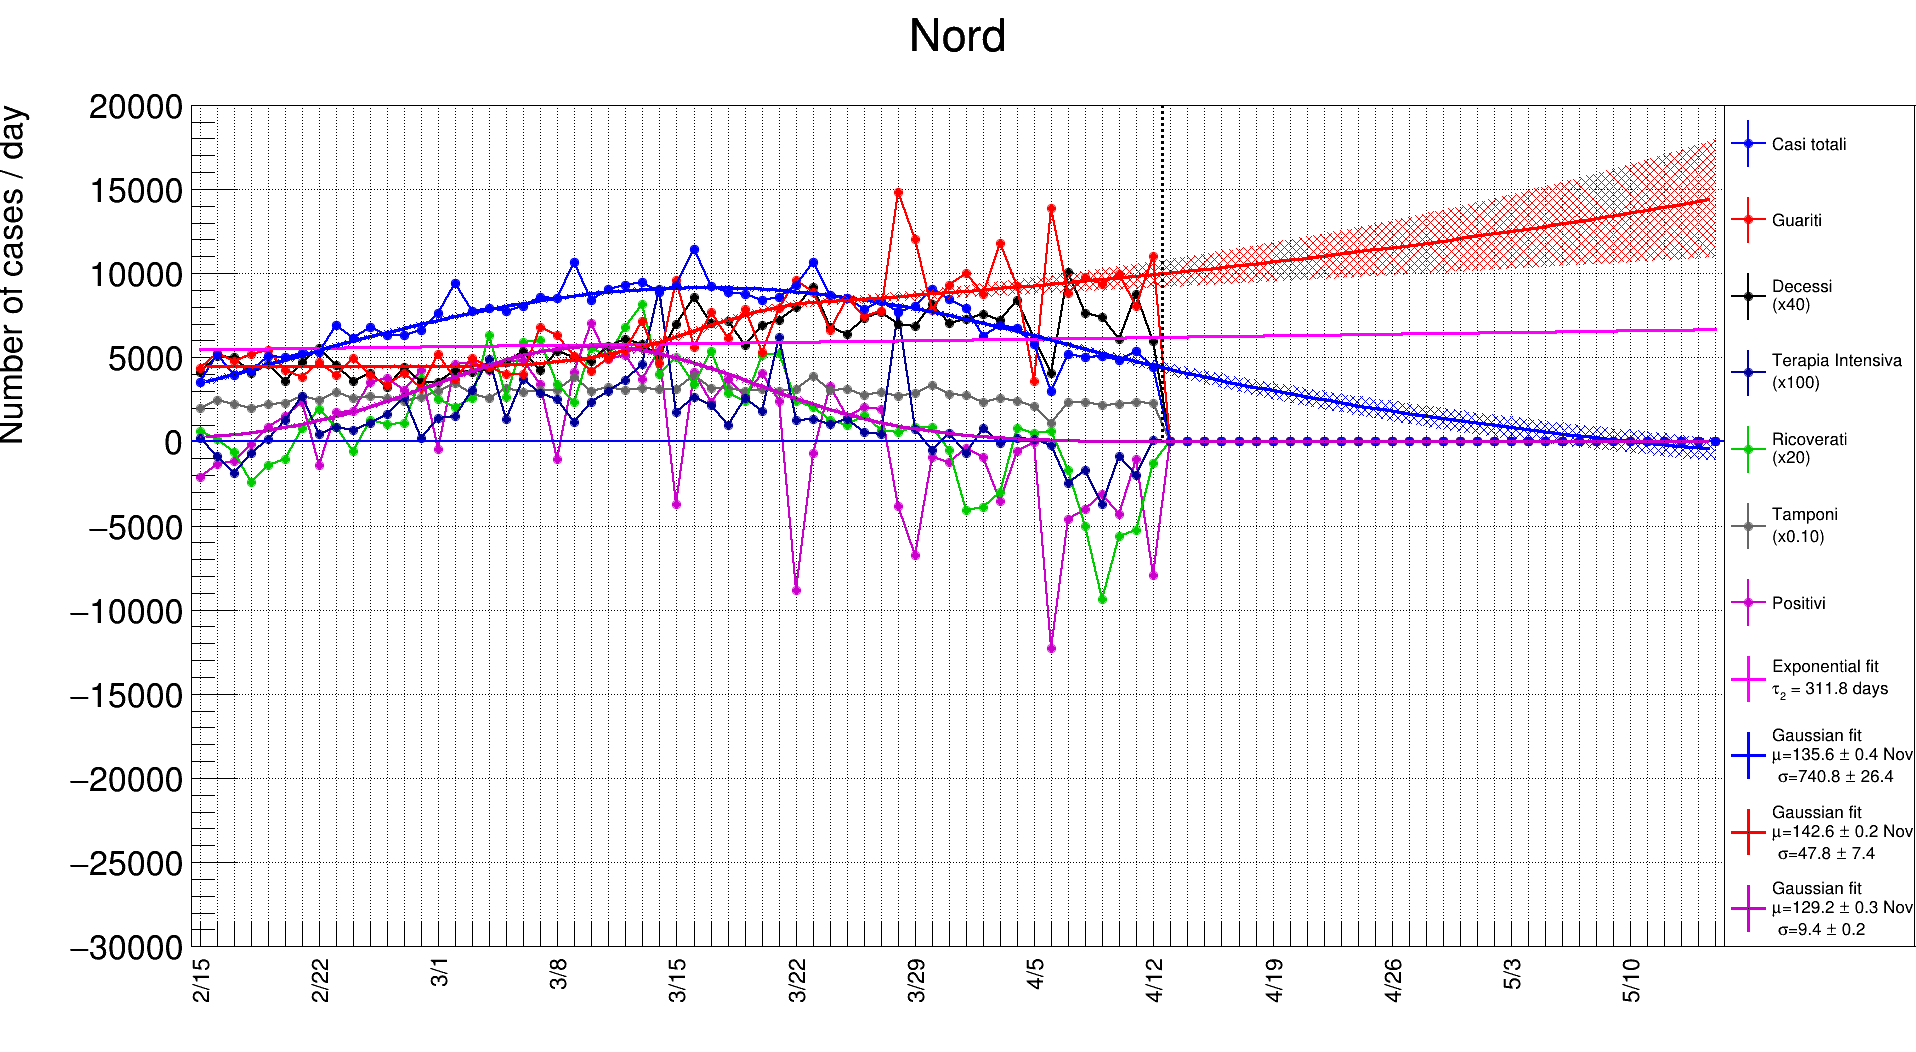 Nord
Number of cases / day
20000
15000
10000
5000
0
−5000
−10000
−15000
−20000
−25000
−30000
2/15
2/22
3/1
3/8
3/15
3/22
3/29
4/5
4/12
4/19
4/26
5/3
5/10
Casi totali
Guariti
Decessi
(x40)
Terapia Intensiva
(x100)
Ricoverati
(x20)
Tamponi
(x0.10)
Positivi
Exponential fit
τ2 = 311.8 days
Gaussian fit
μ=135.6 ± 0.4 Nov
σ=740.8 ± 26.4
Gaussian fit
μ=142.6 ± 0.2 Nov
σ=47.8 ± 7.4
Gaussian fit
μ=129.2 ± 0.3 Nov
σ=9.4 ± 0.2